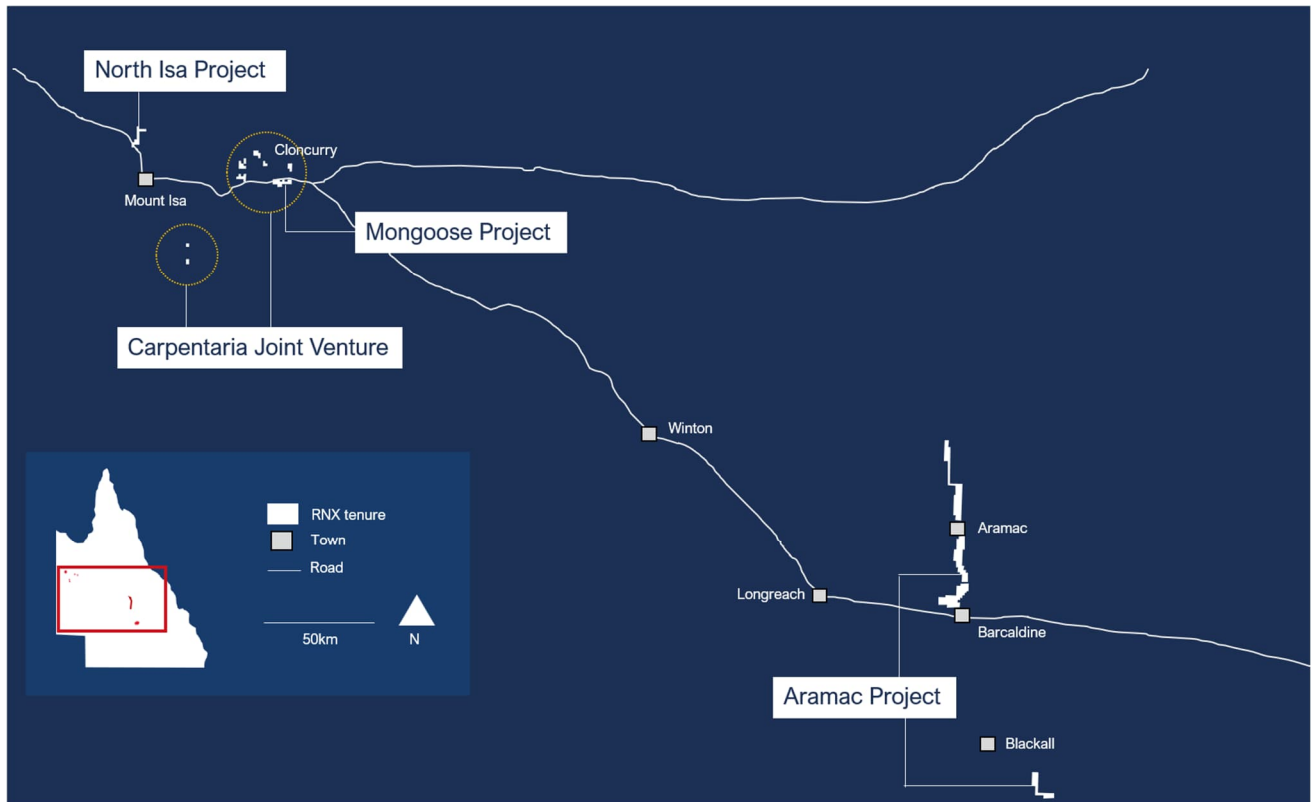 North Isa Project
Cloncurry
Mount Isa
Mongoose Project
Carpentaria Joint Venture
Winton
RNX tenure
Town
Road
50km
N
Aramac
Longreach
Barcaldine
Aramac Project
Blackall